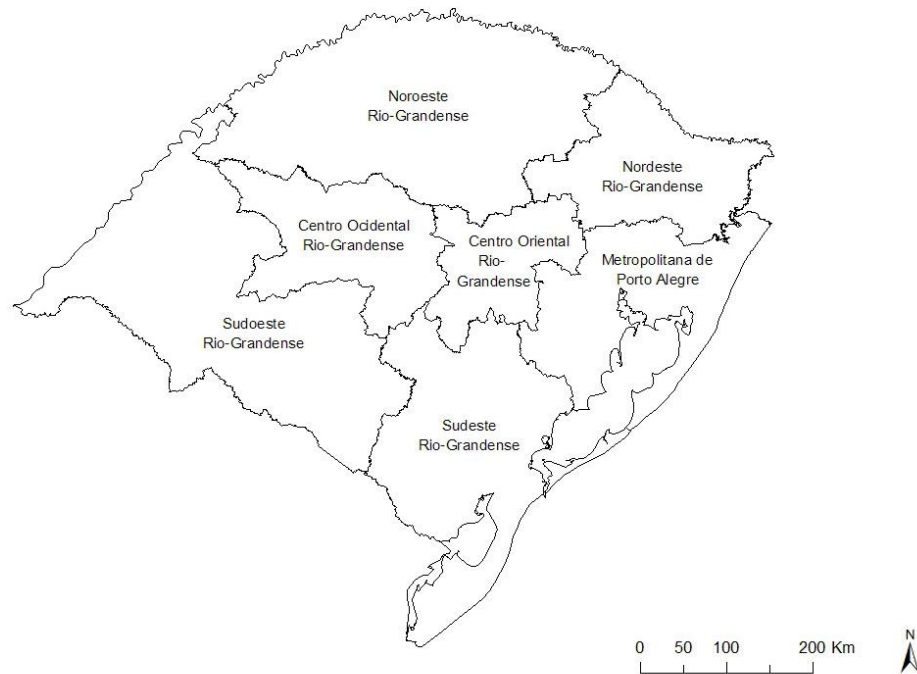 Noroeste
Rio-Grandense
Nordeste
Rio-Grandense
Centro Ocidental
Rio-Grandense
Centro Oriental
Rio-
Grandense
Metropolitana de
Porto Alegre
Sudoeste
Rio-Grandense
Sudeste
Rio-Grandense
0 50 100 200 Km
N